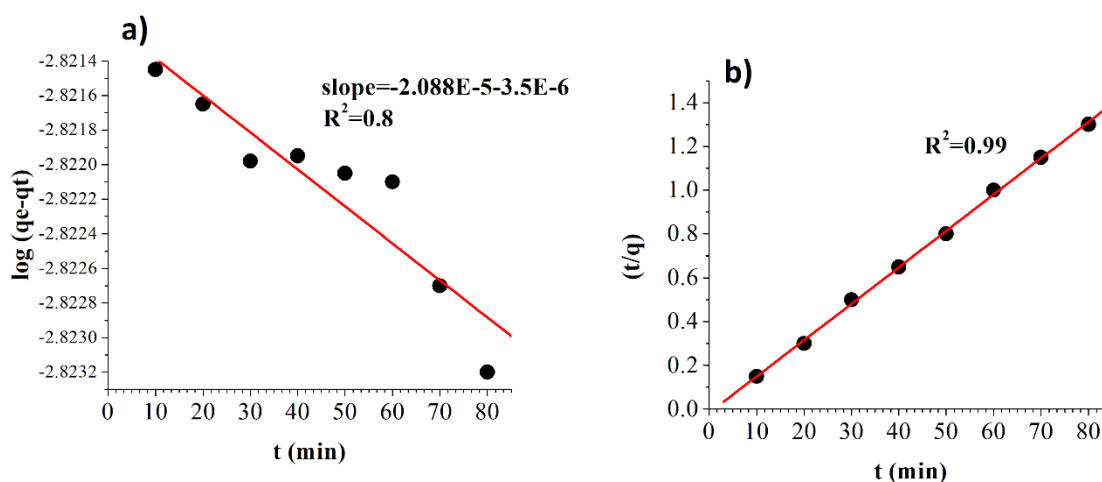 a)
slope=-2.088E-5-3.5E-6
R²=0.8
log (qe-qt)
-2.8214
-2.8216
-2.8218
-2.8220
-2.8222
-2.8224
-2.8226
-2.8228
-2.8230
-2.8232
0 10 20 30 40 50 60 70 80
t (min)
b)
R²=0.99
(t/q)
1.4
1.2
1.0
0.8
0.6
0.4
0.2
0.0
0 10 20 30 40 50 60 70 80
t (min)